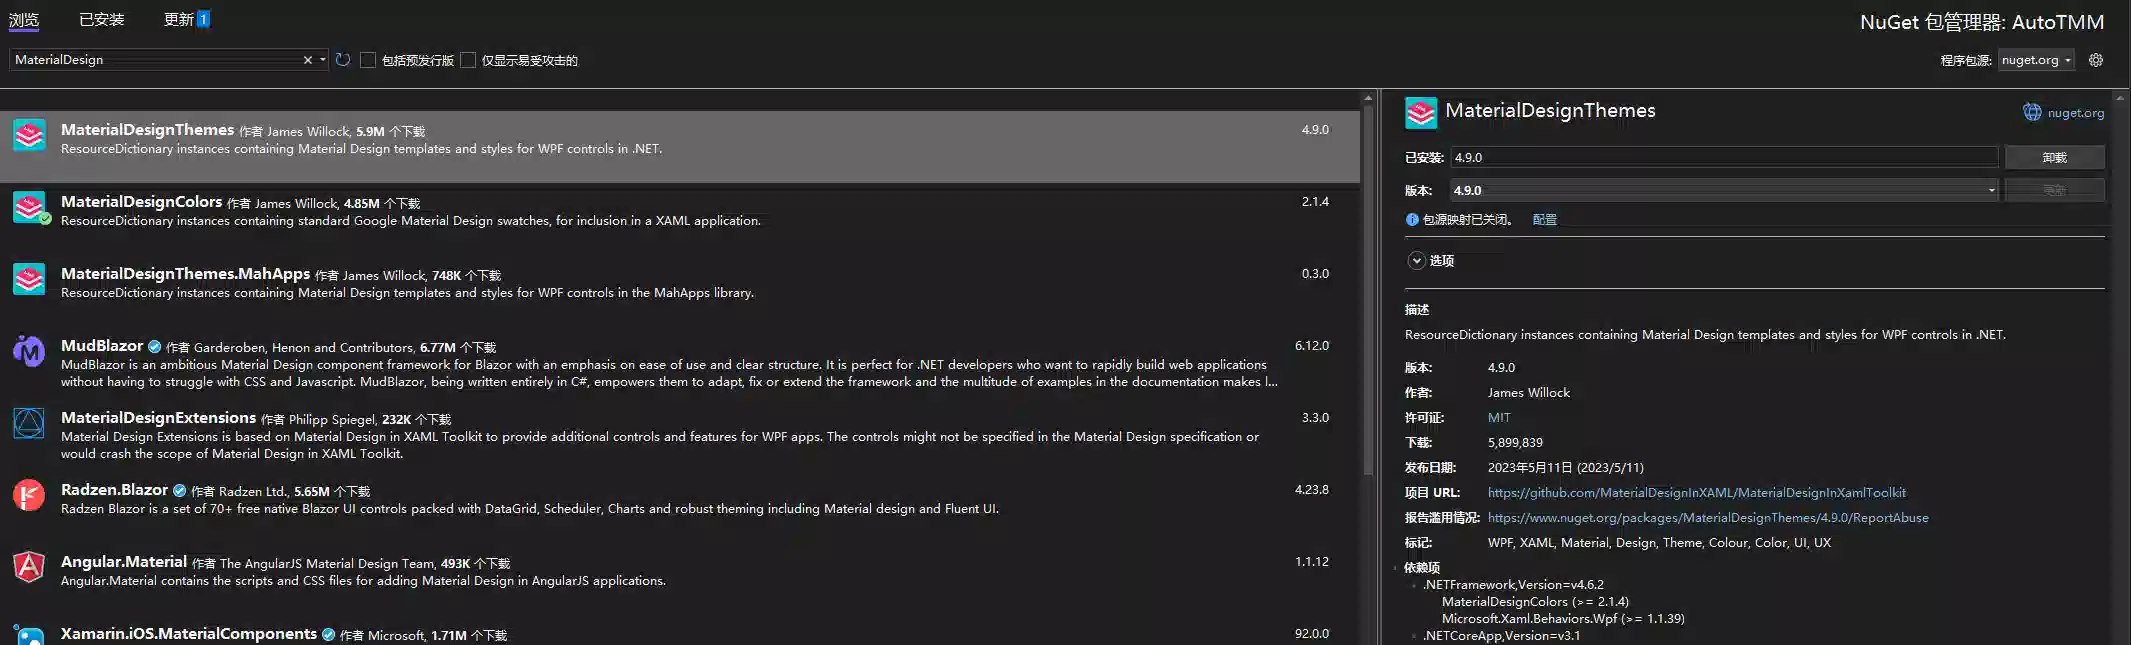 浏览 已安装 更新 1
NuGet 包管理器: AutoTMM
MaterialDesign 包括预发行版 仅显示易受攻击的
程序包源: nuget.org
MaterialDesignThemes 作者 James Willock, 5.9M 个下载 4.9.0
ResourceDictionary instances containing Material Design templates and styles for WPF controls in .NET.
MaterialDesignColors 作者 James Willock, 4.85M 个下载 2.1.4
ResourceDictionary instances containing standard Google Material Design swatches, for inclusion in a XAML application.
MaterialDesignThemes.MahApps 作者 James Willock, 748K 个下载 0.3.0
ResourceDictionary instances containing Material Design templates and styles for WPF controls in the MahApps library.
MudBlazor 作者 Garderoben, Henon and Contributors, 6.77M 个下载 6.12.0
MudBlazor is an ambitious Material Design component framework for Blazor with an emphasis on ease of use and clear structure. It is perfect for .NET developers who want to rapidly build web applications
without having to struggle with CSS and Javascript. MudBlazor, being written entirely in C#, empowers them to adapt, fix or extend the framework and the multitude of examples in the documentation makes l...
MaterialDesignExtensions 作者 Philipp Spiegel, 232K 个下载 3.3.0
Material Design Extensions is based on Material Design in XAML Toolkit to provide additional controls and features for WPF apps. The controls might not be specified in the Material Design specification or
would crash the scope of Material Design in XAML Toolkit.
Radzen.Blazor 作者 Radzen Ltd., 5.65M 个下载 4.23.8
Radzen Blazor is a set of 70+ free native Blazor UI controls packed with DataGrid, Scheduler, Charts and robust theming including Material design and Fluent UI.
Angular.Material 作者 The AngularJS Material Design Team, 493K 个下载 1.1.12
Angular.Material contains the scripts and CSS files for adding Material Design in AngularJS applications.
Xamarin.iOS.MaterialComponents 作者 Microsoft, 1.71M 个下载 92.0.0
MaterialDesignThemes nuget.org
已安装: 4.9.0 卸载
版本: 4.9.0 更新
包源映射已关闭。 配置
选项
描述
ResourceDictionary instances containing Material Design templates and styles for WPF controls in .NET.
版本: 4.9.0
作者: James Willock
许可证: MIT
下载: 5,899,839
发布日期: 2023年5月11日 (2023/5/11)
项目 URL: https://github.com/MaterialDesignInXAML/MaterialDesignInXamlToolkit
报告滥用情况: https://www.nuget.org/packages/MaterialDesignThemes/4.9.0/ReportAbuse
标记: WPF, XAML, Material, Design, Theme, Colour, Color, UI, UX
依赖项
.NETFramework,Version=v4.6.2
MaterialDesignColors (>= 2.1.4)
Microsoft.Xaml.Behaviors.Wpf (>= 1.1.39)
.NETCoreApp,Version=v3.1